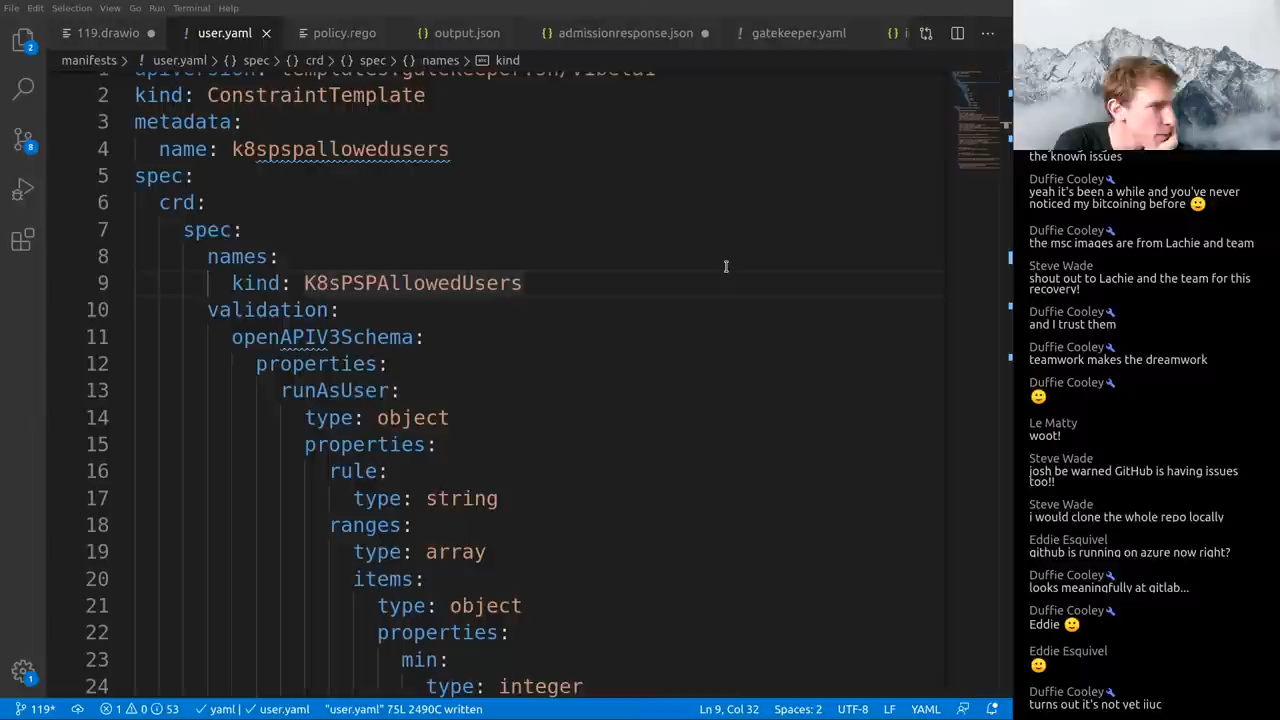 File Edit Selection View Go Run Terminal Help
119.drawio user.yaml policy.rego output.json admissionresponse.json gatekeeper.yaml
manifests > user.yaml > {} spec > {} crd > {} spec > {} names > kind
2 kind: ConstraintTemplate
3 metadata:
4 name: k8spspallowedusers
5 spec:
6 crd:
7 spec:
8 names:
9 kind: K8sPSPAllowedUsers
10 validation:
11 openAPIV3Schema:
12 properties:
13 runAsUser:
14 type: object
15 properties:
16 rule:
17 type: string
18 ranges:
19 type: array
20 items:
21 type: object
22 properties:
23 min:
24 type: integer
2
8
1
119* 1 0 53 yaml | user.yaml "user.yaml" 75L 2490C written Ln 9, Col 32 Spaces: 2 UTF-8 LF YAML
the known issues
Duffie Cooley
yeah it's been a while and you've never
noticed my bitcoining before
Duffie Cooley
the msc images are from Lachie and team
Steve Wade
shout out to Lachie and the team for this
recovery!
Duffie Cooley
and I trust them
Duffie Cooley
teamwork makes the dreamwork
Duffie Cooley
Le Matty
woot!
Steve Wade
josh be warned GitHub is having issues
too!!
Steve Wade
i would clone the whole repo locally
Eddie Esquivel
github is running on azure now right?
Duffie Cooley
looks meaningfully at gitlab...
Duffie Cooley
Eddie
Eddie Esquivel
Duffie Cooley
turns out it's not yet iiuc